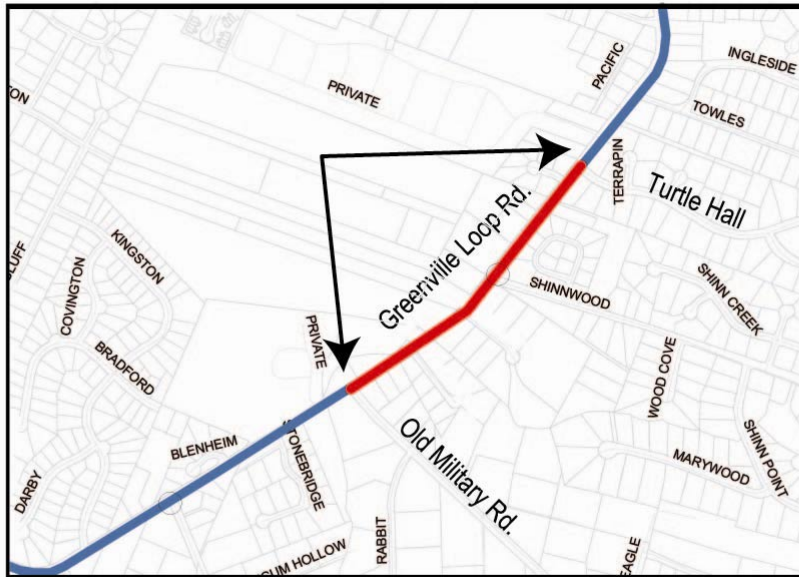 PACIFIC
INGLESIDE
PRIVATE
TOWLES
TERRAPIN
Turtle Hall
KINGSTON
Greenville Loop Rd.
SHINNWOOD
SHINN CREEK
COVINGTON
PRIVATE
BRADFORD
WOOD COVE
Old Military Rd.
SHINN POINT
BLENHEIM
STONEBRIDGE
MARYWOOD
DARBY
RABBIT